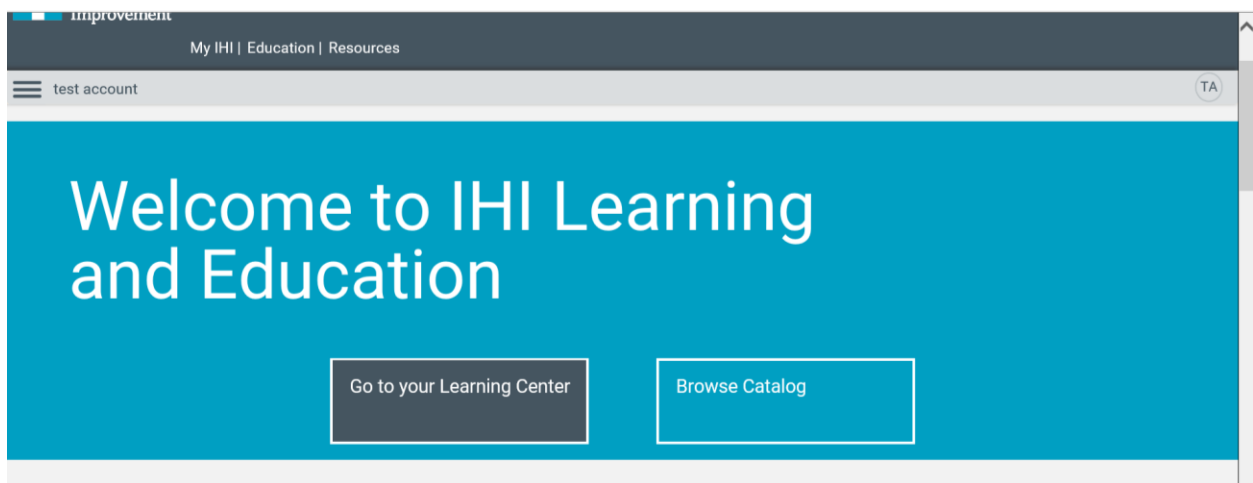 Improvement
My IHI | Education | Resources
test account
TA
Welcome to IHI Learning
and Education
Go to your Learning Center
Browse Catalog